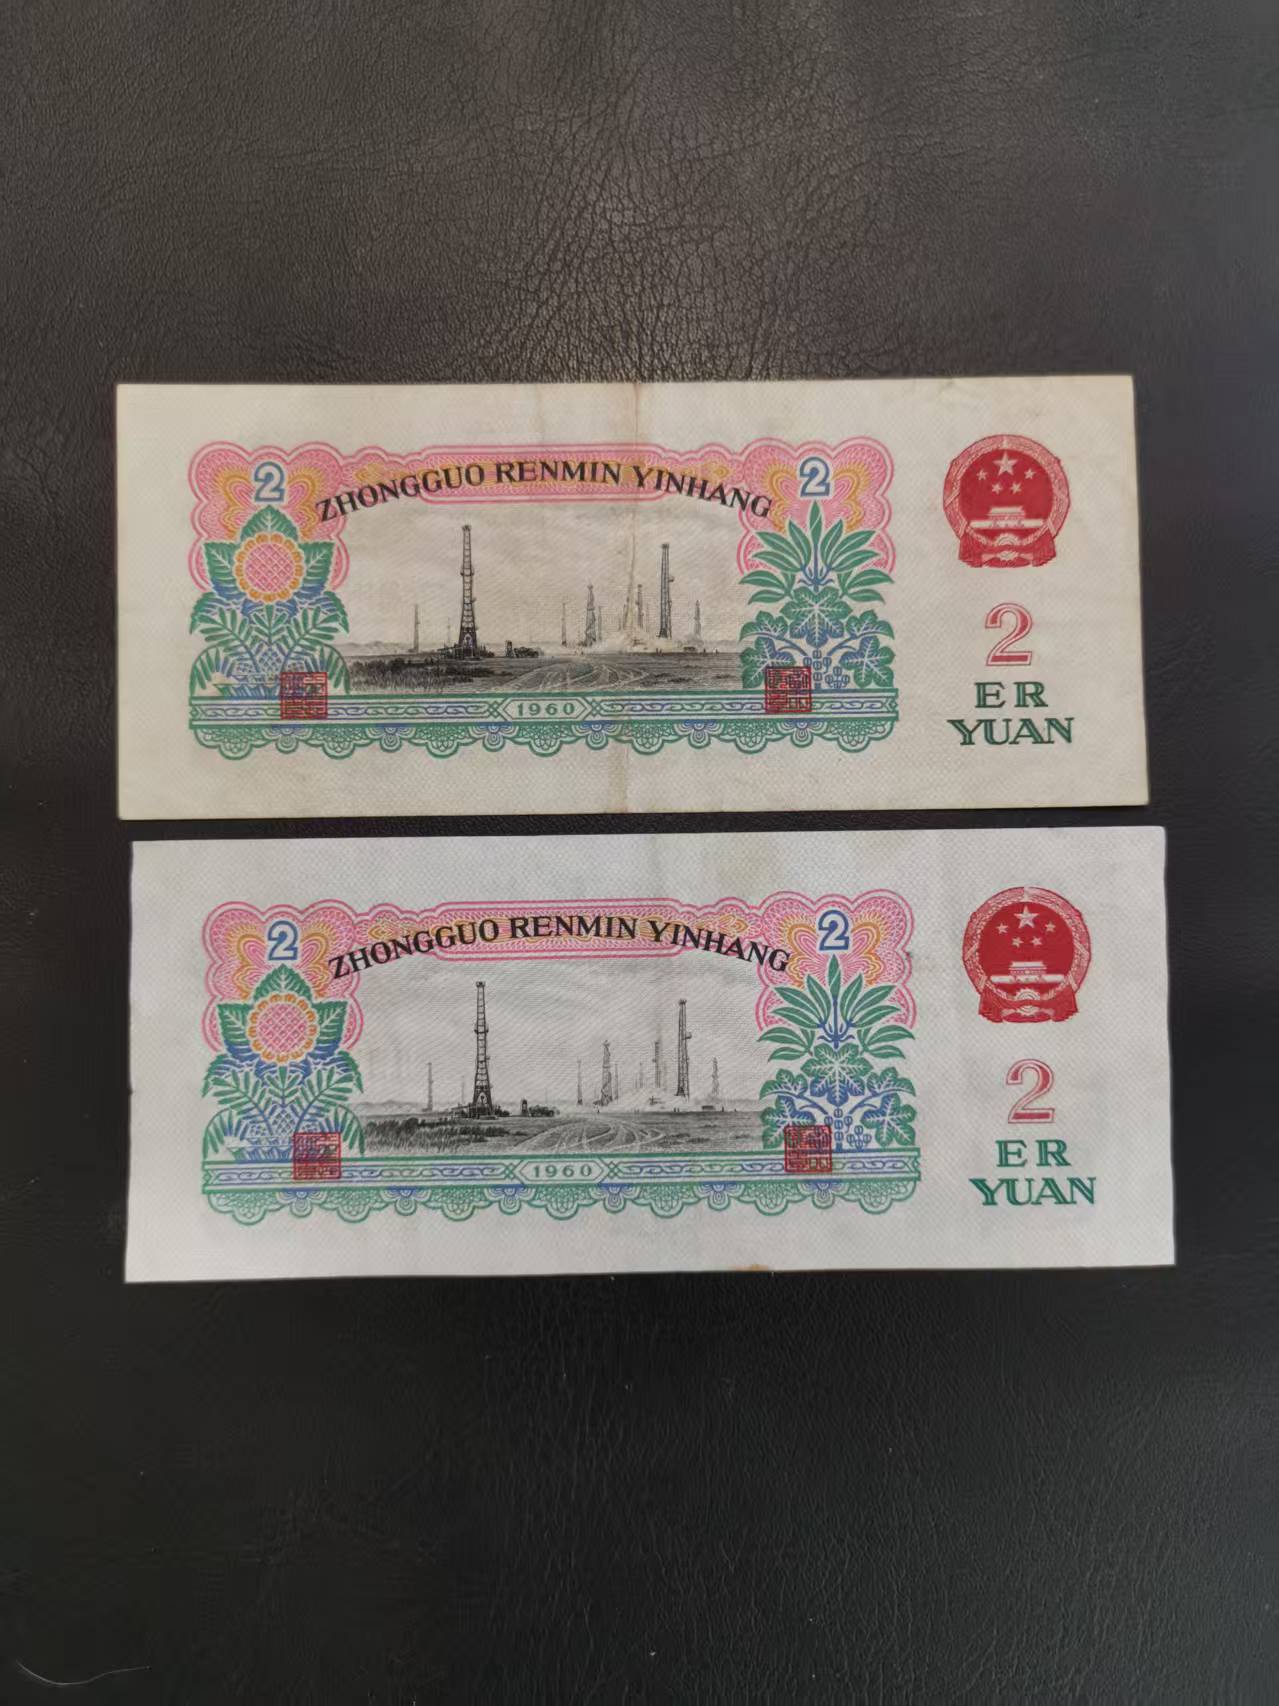 2 ZHONGGUO RENMIN YINHANG 2
2
ER
YUAN
1960
2 ZHONGGUO RENMIN YINHANG 2
2
ER
YUAN
1960